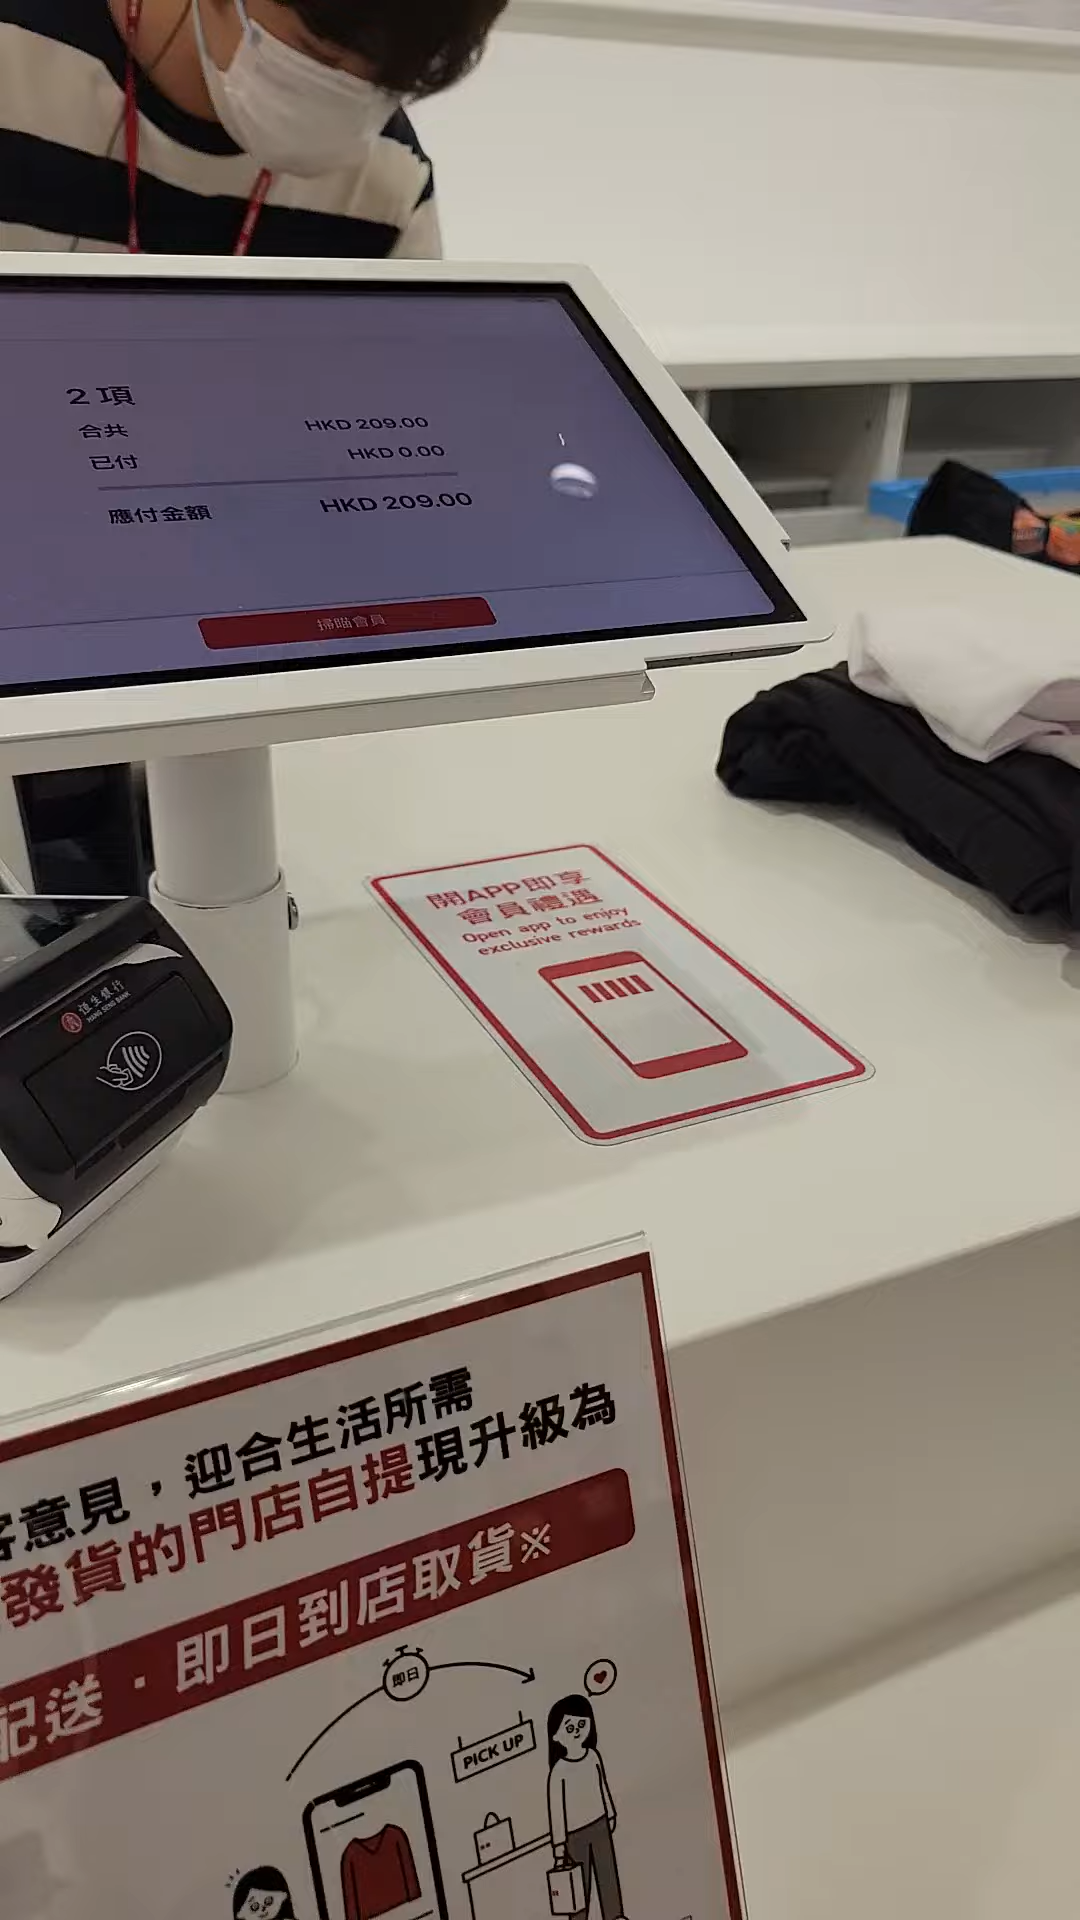 2 項
合共 HKD 209.00
已付 HKD 0.00
應付金額 HKD 209.00
掃瞄會員
開APP即享
會員禮遇
Open app to enjoy
exclusive rewards
恒生銀行
HANG SENG BANK
客意見，迎合生活所需
發貨的門店自提現升級為
配送・即日到店取貨※
即日
PICK UP